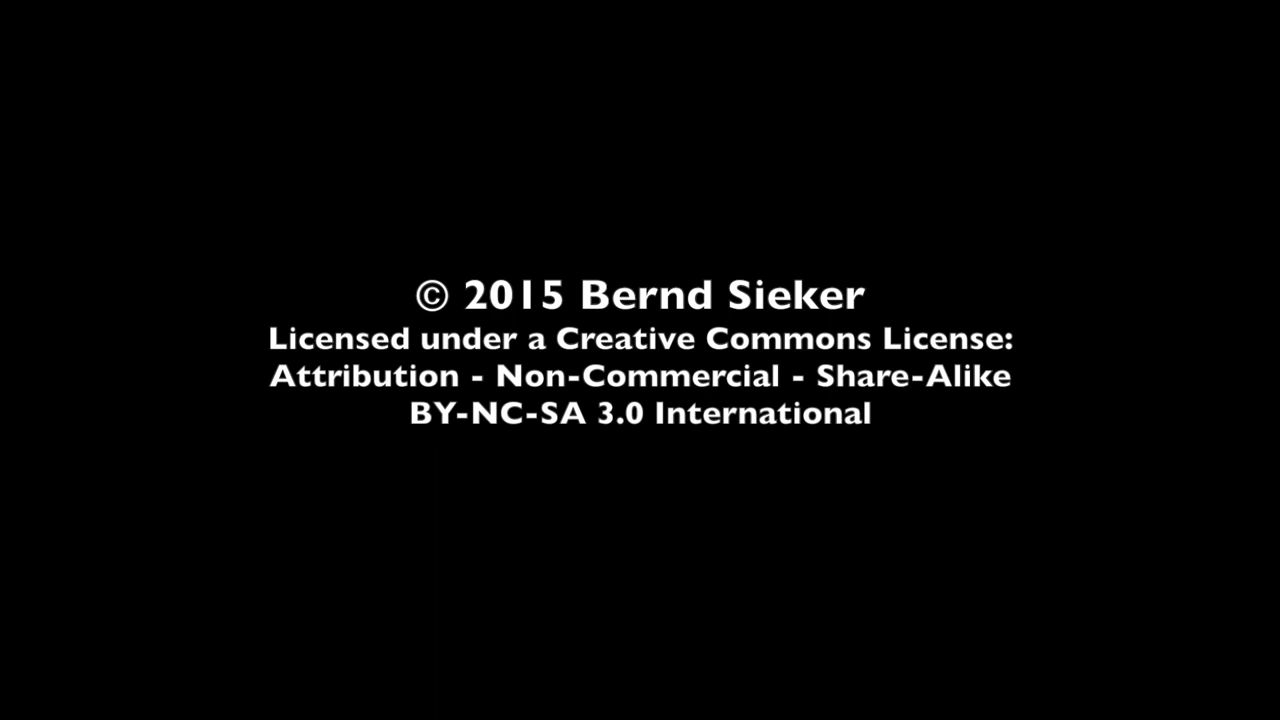 © 2015 Bernd Sieker
Licensed under a Creative Commons License:
Attribution - Non-Commercial - Share-Alike
BY-NC-SA 3.0 International